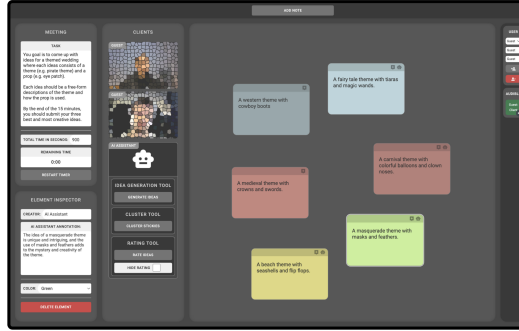 ADD NOTE
MEETING
TASK
You goal is to come up with
ideas for a themed wedding
where each ideas consists of a
theme (e.g. pirate theme) and a
prop (e.g. eye patch).
Each idea should be a free-form
descriptions of the theme and
how the prop is used.
By the end of the 15 minutes,
you should submit your three
best and most creative ideas.
TOTAL TIME IN SECONDS: 900
REMAINING TIME
0:00
RESTART TIMER
ELEMENT INSPECTOR
CREATOR: AI Assistant
AI ASSISTANT ANNOTATION:
The idea of a masquerade theme
is unique and intriguing, and the
use of masks and feathers adds
to the mystery and creativity of
the theme.
COLOR: Green
DELETE ELEMENT
CLIENTS
GUEST
GUEST
AI ASSISTANT
IDEA GENERATION TOOL
GENERATE IDEAS
CLUSTER TOOL
CLUSTER STICKIES
RATING TOOL
RATE IDEAS
HIDE RATING
A western theme with
cowboy boots
A fairy tale theme with tiaras
and magic wands.
A medieval theme with
crowns and swords.
A carnival theme with
colorful balloons and clown
noses.
A masquerade theme with
masks and feathers.
A beach theme with
seashells and flip flops.
USER
Guest
Guest
Guest